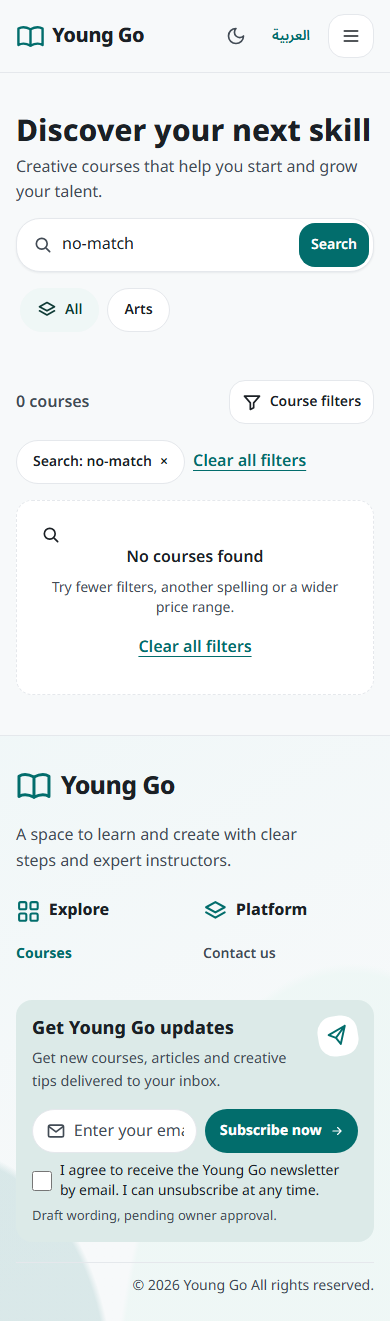 Young Go
العربية
Discover your next skill
Creative courses that help you start and grow
your talent.
no-match
Search
All
Arts
0 courses
Course filters
Search: no-match ×
Clear all filters
No courses found
Try fewer filters, another spelling or a wider
price range.
Clear all filters
Young Go
A space to learn and create with clear
steps and expert instructors.
Explore
Platform
Courses
Contact us
Get Young Go updates
Get new courses, articles and creative
tips delivered to your inbox.
Enter your ema
Subscribe now →
I agree to receive the Young Go newsletter
by email. I can unsubscribe at any time.
Draft wording, pending owner approval.
© 2026 Young Go All rights reserved.